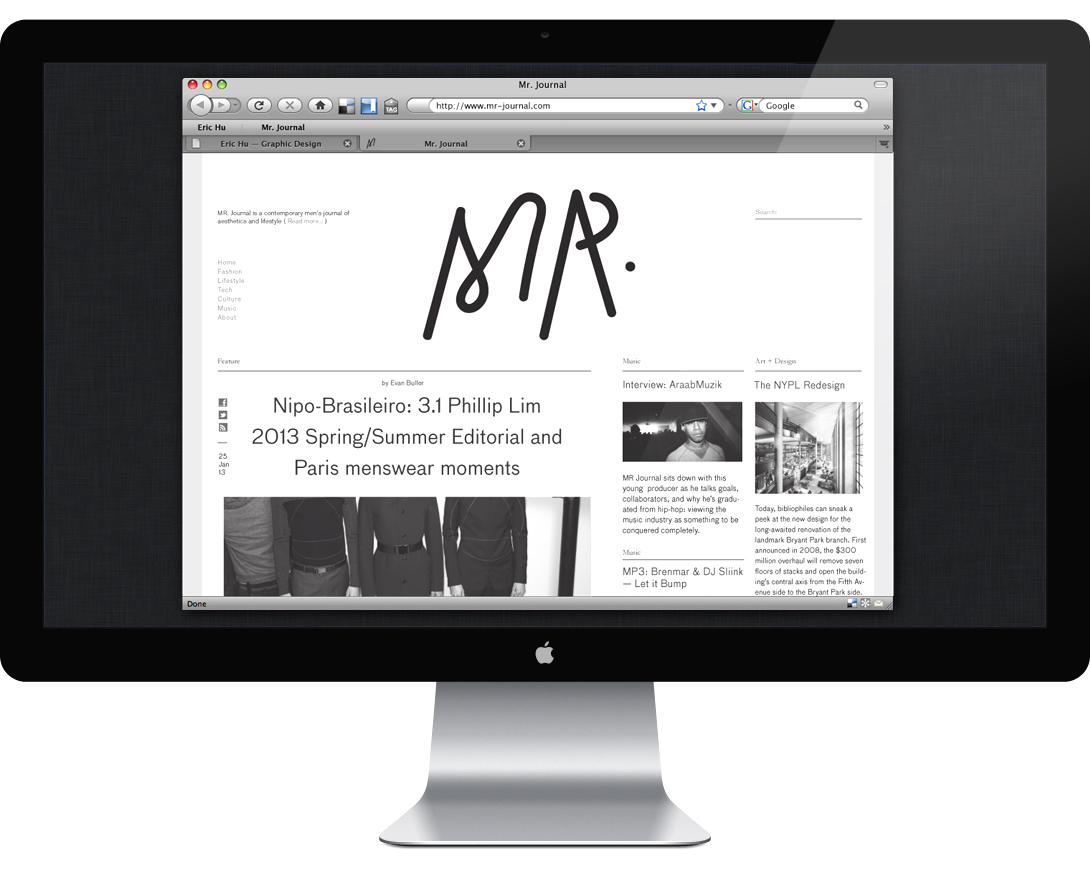 Mr. Journal
http://www.mr-journal.com
Google
Eric Hu
Mr. Journal
Eric Hu — Graphic Design
Mr. Journal
MR. Journal is a contemporary men's journal of
aesthetics and lifestyle ( Read more... )
MR.
Search:
Home
Fashion
Lifestyle
Tech
Culture
Music
About
Feature
by Evan Buller
Nipo-Brasileiro: 3.1 Phillip Lim
2013 Spring/Summer Editorial and
Paris menswear moments
25
Jan
13
Music
Interview: AraabMuzik
MR Journal sits down with this
young producer as he talks goals,
collaborators, and why he's gradu-
ated from hip-hop: viewing the
music industry as something to be
conquered completely.
Music
MP3: Brenmar & DJ Sliink
— Let it Bump
Art + Design
The NYPL Redesign
Today, bibliophiles can sneak a
peek at the new design for the
long-awaited renovation of the
landmark Bryant Park branch. First
announced in 2008, the $300
million overhaul will remove seven
floors of stacks and open the build-
ing's central axis from the Fifth Av-
enue side to the Bryant Park side.
Done
TAG